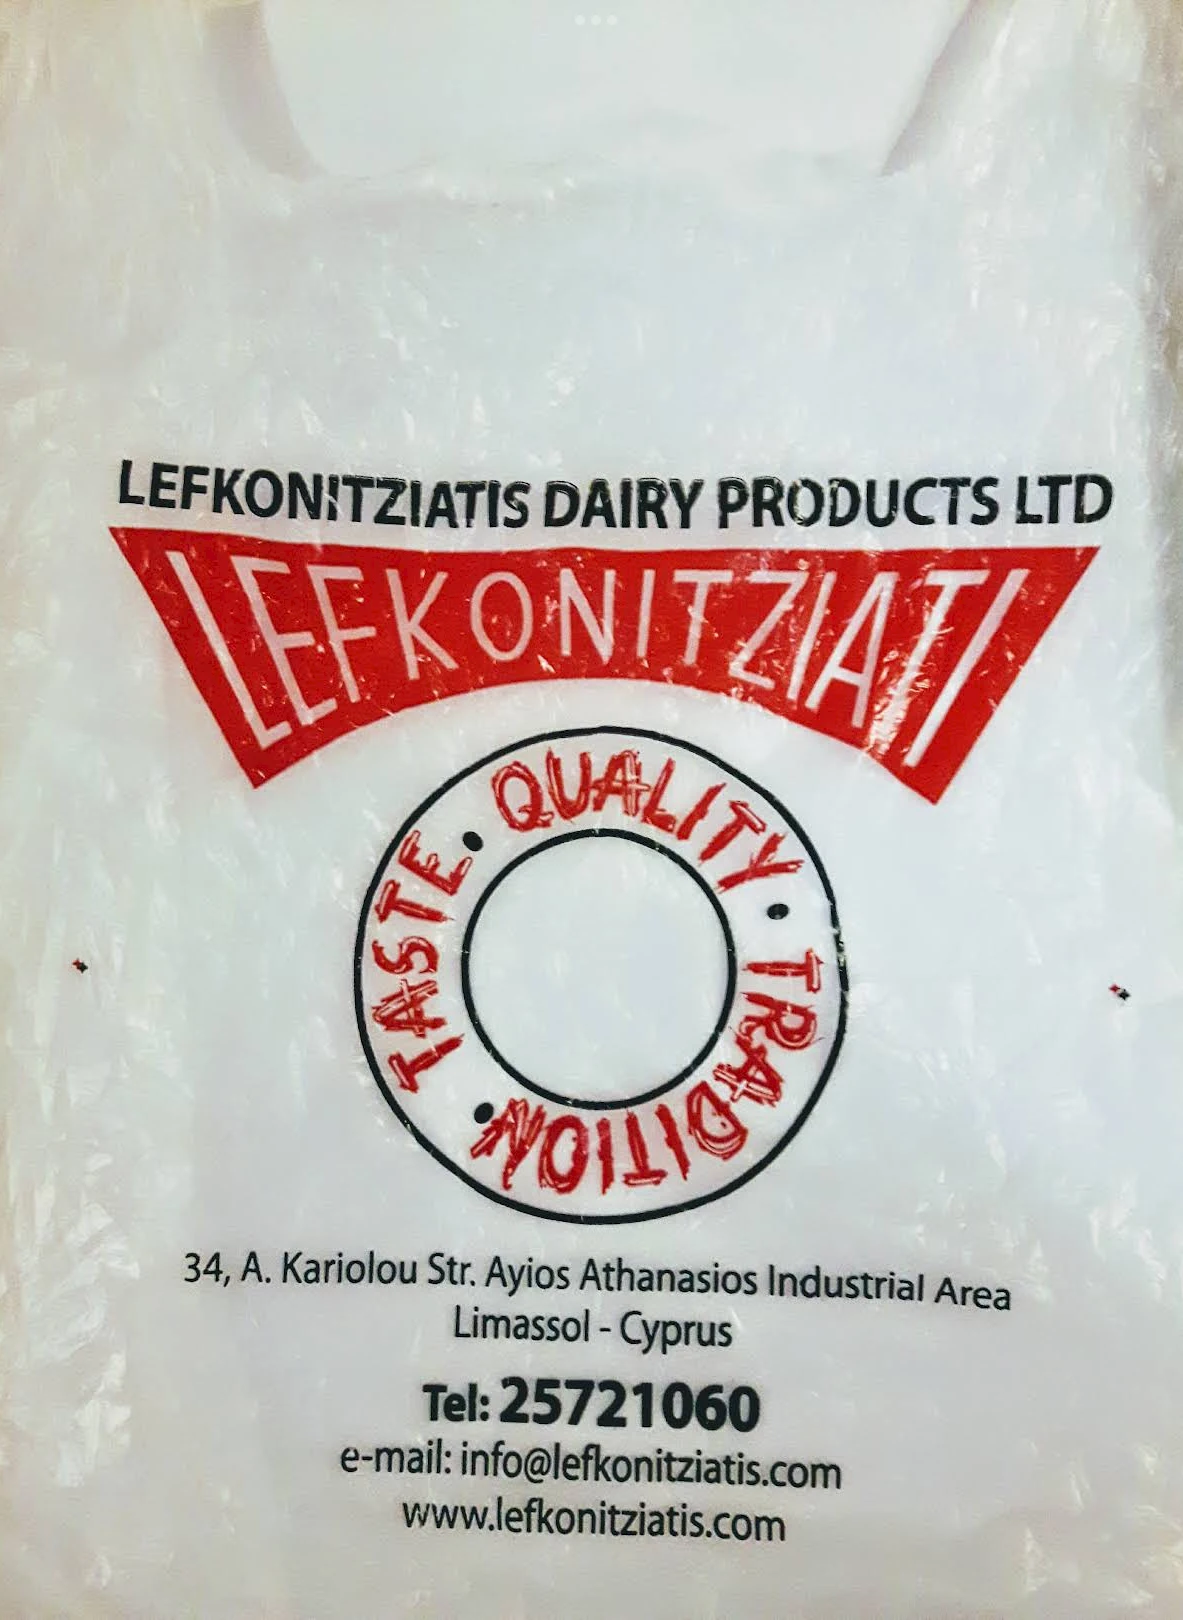 LEFKONITZIATIS DAIRY PRODUCTS LTD
LEFKONITZIATI
TASTE • QUALITY • TRADITION •
34, A. Kariolou Str. Ayios Athanasios Industrial Area
Limassol - Cyprus
Tel: 25721060
e-mail: info@lefkonitziatis.com
www.lefkonitziatis.com